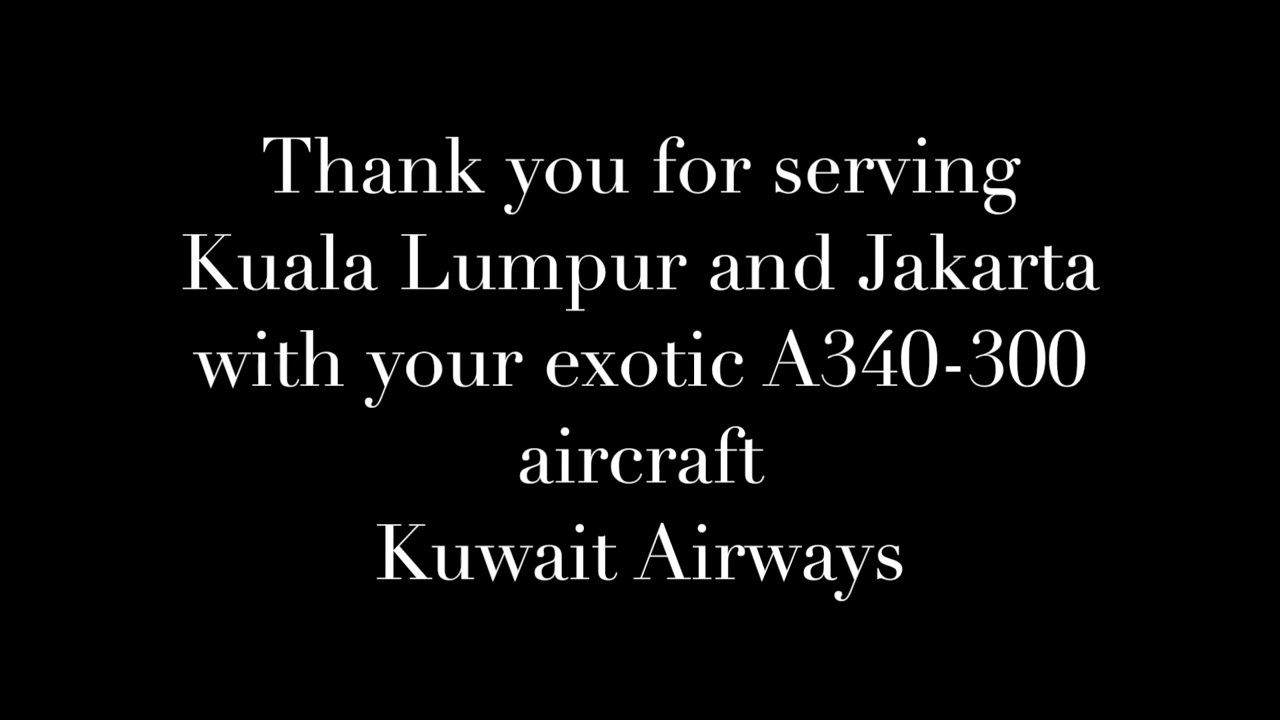 Thank you for serving
Kuala Lumpur and Jakarta
with your exotic A340-300
aircraft
Kuwait Airways